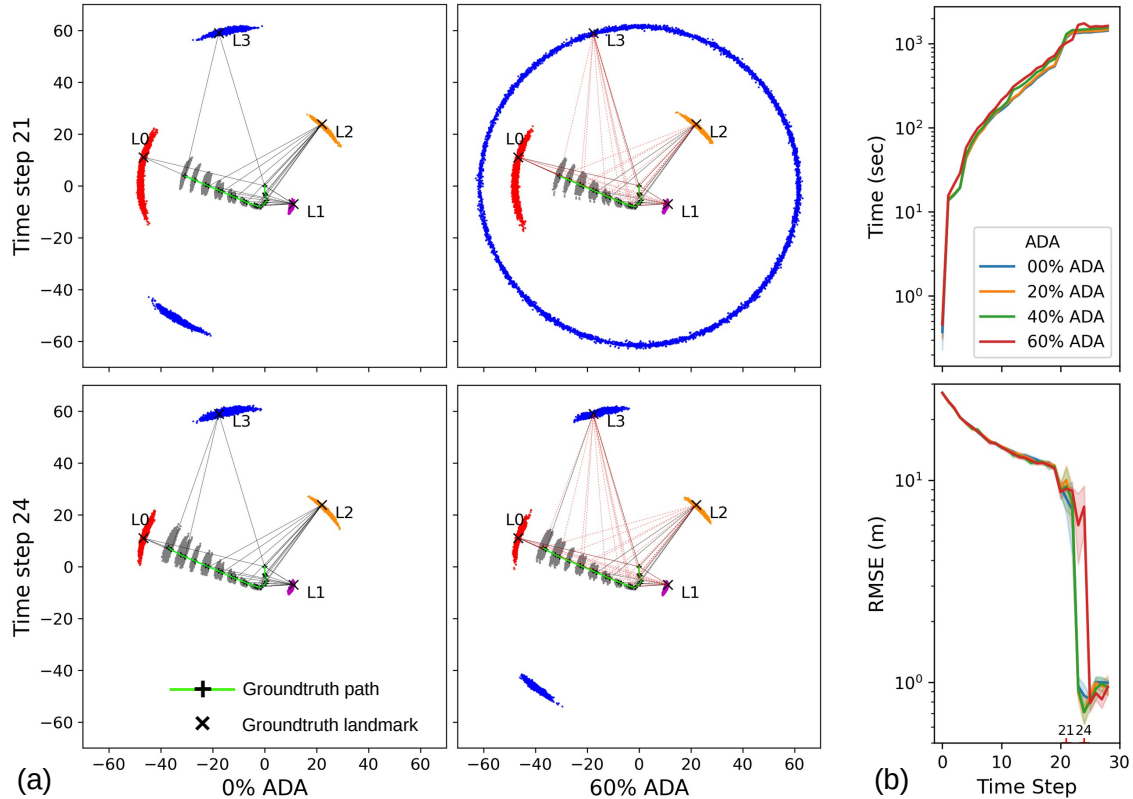 60
40
20
0
−20
−40
−60
Time step 21
L3
L0
L2
L1
L3
L0
L2
L1
10³
10²
10¹
10⁰
Time (sec)
ADA
00% ADA
20% ADA
40% ADA
60% ADA
60
40
20
0
−20
−40
−60
Time step 24
L3
L0
L2
L1
Groundtruth path
Groundtruth landmark
−60 −40 −20 0 20 40 60
0% ADA
L3
L0
L2
L1
−60 −40 −20 0 20 40 60
60% ADA
10¹
10⁰
RMSE (m)
21 24
0 10 20 30
Time Step
(a)
(b)